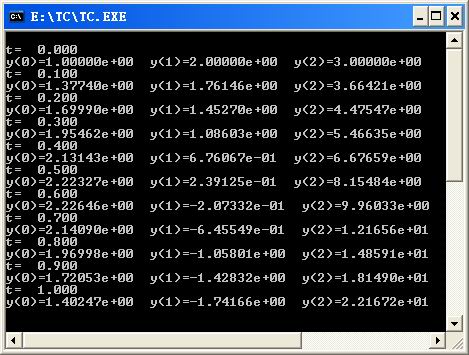 E:\TC\TC.EXE
t=  0.000
y(0)=1.00000e+00  y(1)=2.00000e+00  y(2)=3.00000e+00
t=  0.100
y(0)=1.37740e+00  y(1)=1.76146e+00  y(2)=3.66421e+00
t=  0.200
y(0)=1.69990e+00  y(1)=1.45270e+00  y(2)=4.47547e+00
t=  0.300
y(0)=1.95462e+00  y(1)=1.08603e+00  y(2)=5.46635e+00
t=  0.400
y(0)=2.13143e+00  y(1)=6.76067e-01  y(2)=6.67659e+00
t=  0.500
y(0)=2.22327e+00  y(1)=2.39125e-01  y(2)=8.15484e+00
t=  0.600
y(0)=2.22646e+00  y(1)=-2.07332e-01  y(2)=9.96033e+00
t=  0.700
y(0)=2.14090e+00  y(1)=-6.45549e-01  y(2)=1.21656e+01
t=  0.800
y(0)=1.96998e+00  y(1)=-1.05801e+00  y(2)=1.48591e+01
t=  0.900
y(0)=1.72053e+00  y(1)=-1.42832e+00  y(2)=1.81490e+01
t=  1.000
y(0)=1.40247e+00  y(1)=-1.74166e+00  y(2)=2.21672e+01